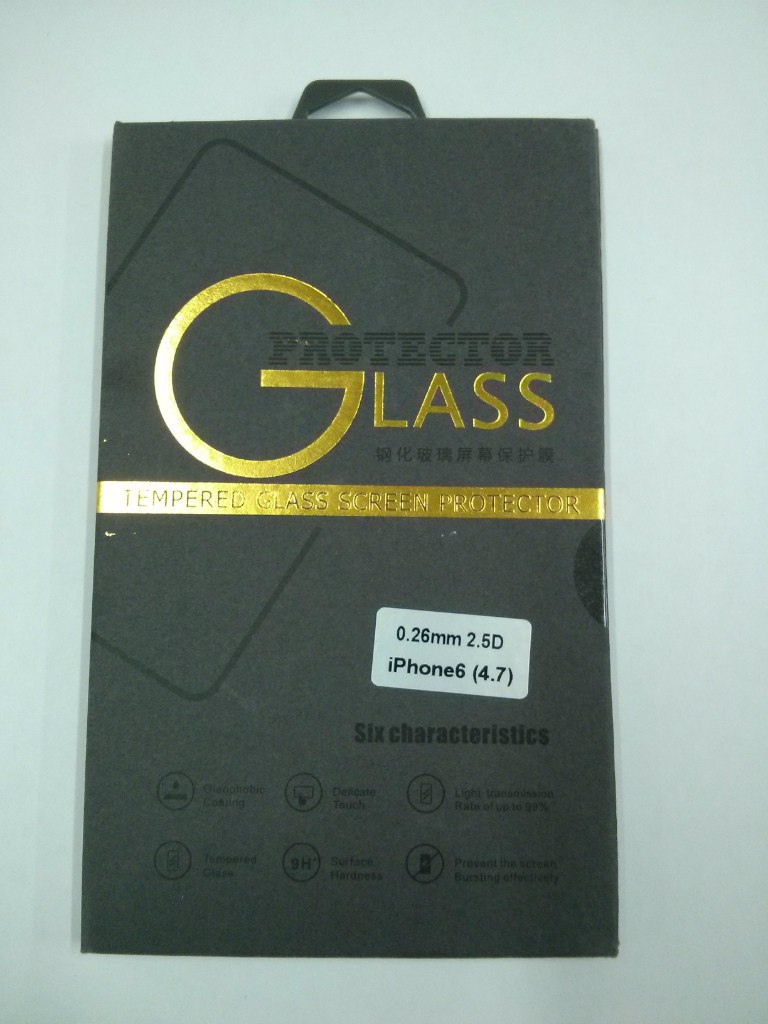 PROTECTOR
GLASS
钢化玻璃屏幕保护膜
TEMPERED GLASS SCREEN PROTECTOR
0.26mm 2.5D
iPhone6 (4.7)
Six characteristics
Oleophobic
Coating
Delicate
Touch
Light transmission
Rate of up to 99%
Tempered
Glass
9H
Surface
Hardness
Prevent the screen
Bursting effectively